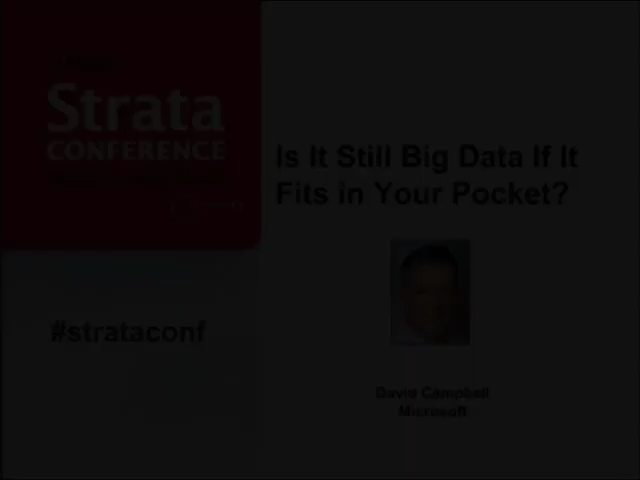 Strata
CONFERENCE
Is It Still Big Data If It
Fits in Your Pocket?
#strataconf
David Campbell
Microsoft